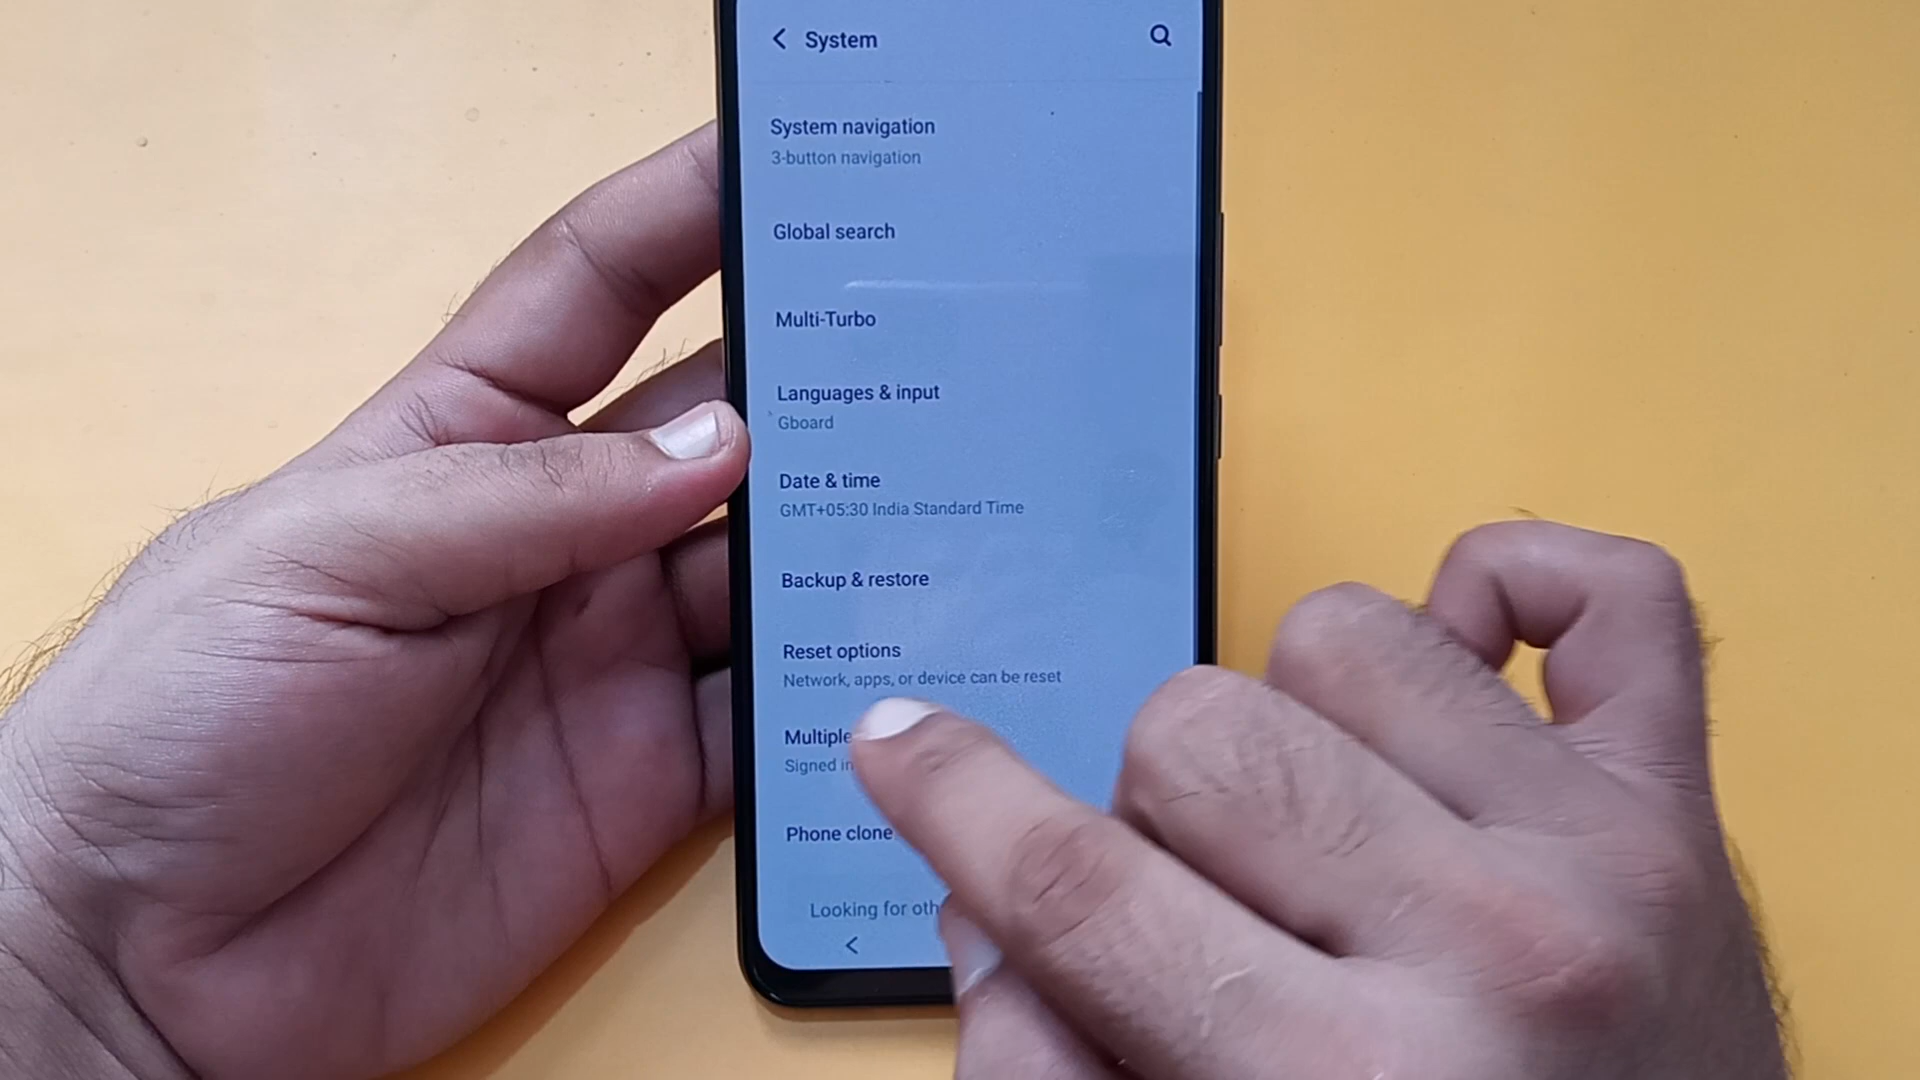 System
System navigation
3-button navigation
Global search
Multi-Turbo
Languages & input
Gboard
Date & time
GMT+05:30 India Standard Time
Backup & restore
Reset options
Network, apps, or device can be reset
Multiple
Signed in
Phone clone
Looking for oth